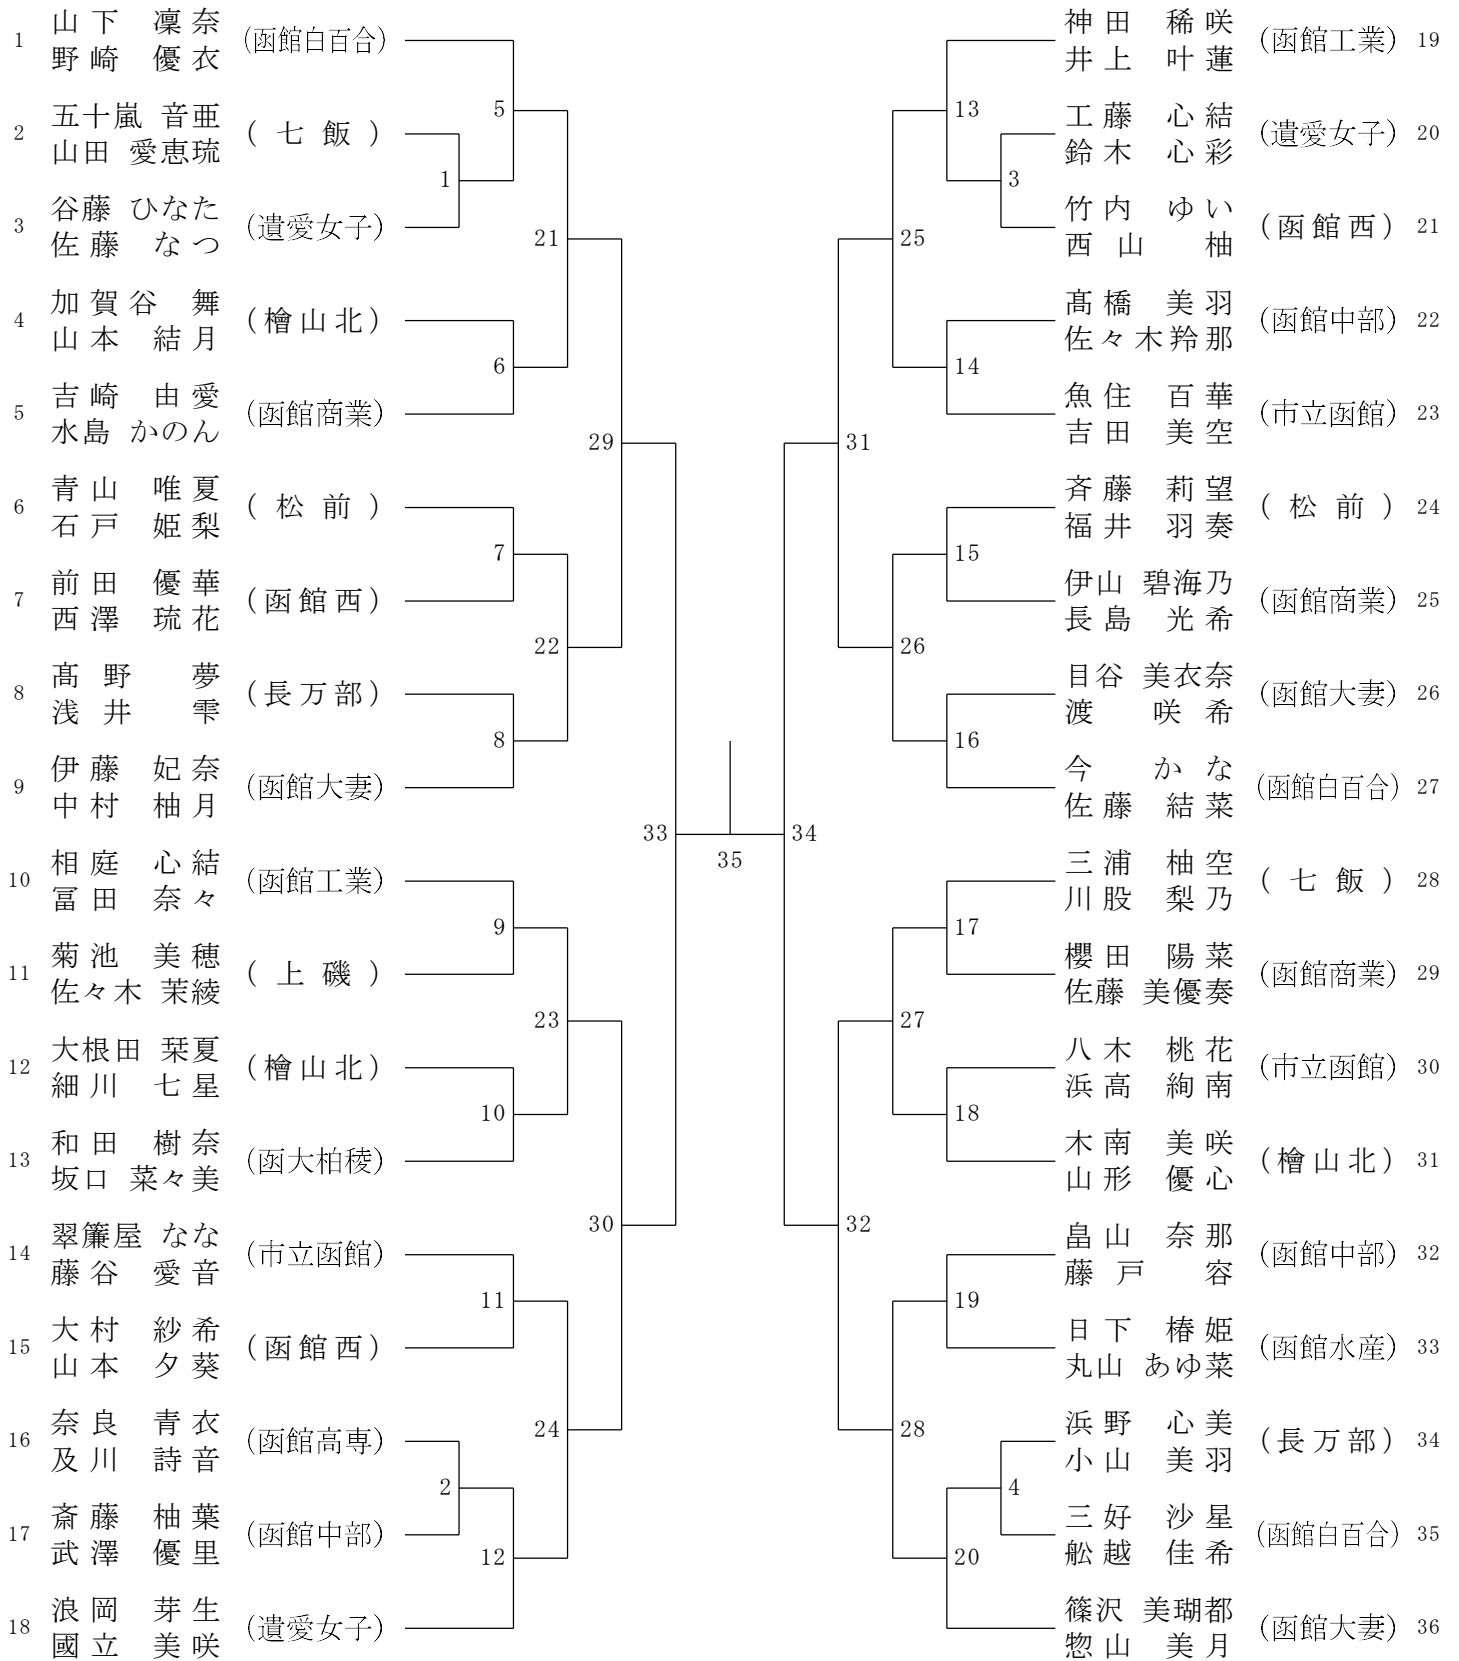 1 山下 凜奈 (函館白百合)
野崎 優衣
2 五十嵐 音亜 (七飯)
山田 愛恵琉
3 谷藤 ひなた (遺愛女子)
佐藤 なつ
4 加賀谷 舞 (檜山北)
山本 結月
5 吉崎 由愛 (函館商業)
水島 かのん
6 青山 唯夏 (松前)
石戸 姫梨
7 前田 優華 (函館西)
西澤 琉花
8 髙野 夢 (長万部)
浅井 雫
9 伊藤 妃奈 (函館大妻)
中村 柚月
10 相庭 心結 (函館工業)
冨田 奈々
11 菊池 美穂 (上磯)
佐々木 茉綾
12 大根田 栞夏 (檜山北)
細川 七星
13 和田 樹奈 (函大柏稜)
坂口 菜々美
14 翠簾屋 なな (市立函館)
藤谷 愛音
15 大村 紗希 (函館西)
山本 夕葵
16 奈良 青衣 (函館高専)
及川 詩音
17 斎藤 柚葉 (函館中部)
武澤 優里
18 浪岡 芽生 (遺愛女子)
國立 美咲
5
1
21
6
29
7
22
8
33
9
23
10
30
11
24
2
12
35
34
13
3
25
14
31
15
26
16
17
27
18
32
19
28
4
20
神田 稀咲 (函館工業) 19
井上 叶蓮
工藤 心結 (遺愛女子) 20
鈴木 心彩
竹内 ゆい (函館西) 21
西山 柚
髙橋 美羽 (函館中部) 22
佐々木羚那
魚住 百華 (市立函館) 23
吉田 美空
斉藤 莉望 (松前) 24
福井 羽奏
伊山 碧海乃 (函館商業) 25
長島 光希
目谷 美衣奈 (函館大妻) 26
渡 咲希
今 かな (函館白百合) 27
佐藤 結菜
三浦 柚空 (七飯) 28
川股 梨乃
櫻田 陽菜 (函館商業) 29
佐藤 美優奏
八木 桃花 (市立函館) 30
浜高 絢南
木南 美咲 (檜山北) 31
山形 優心
畠山 奈那 (函館中部) 32
藤戸 容
日下 椿姫 (函館水産) 33
丸山 あゆ菜
浜野 心美 (長万部) 34
小山 美羽
三好 沙星 (函館白百合) 35
舩越 佳希
篠沢 美瑚都 (函館大妻) 36
惣山 美月